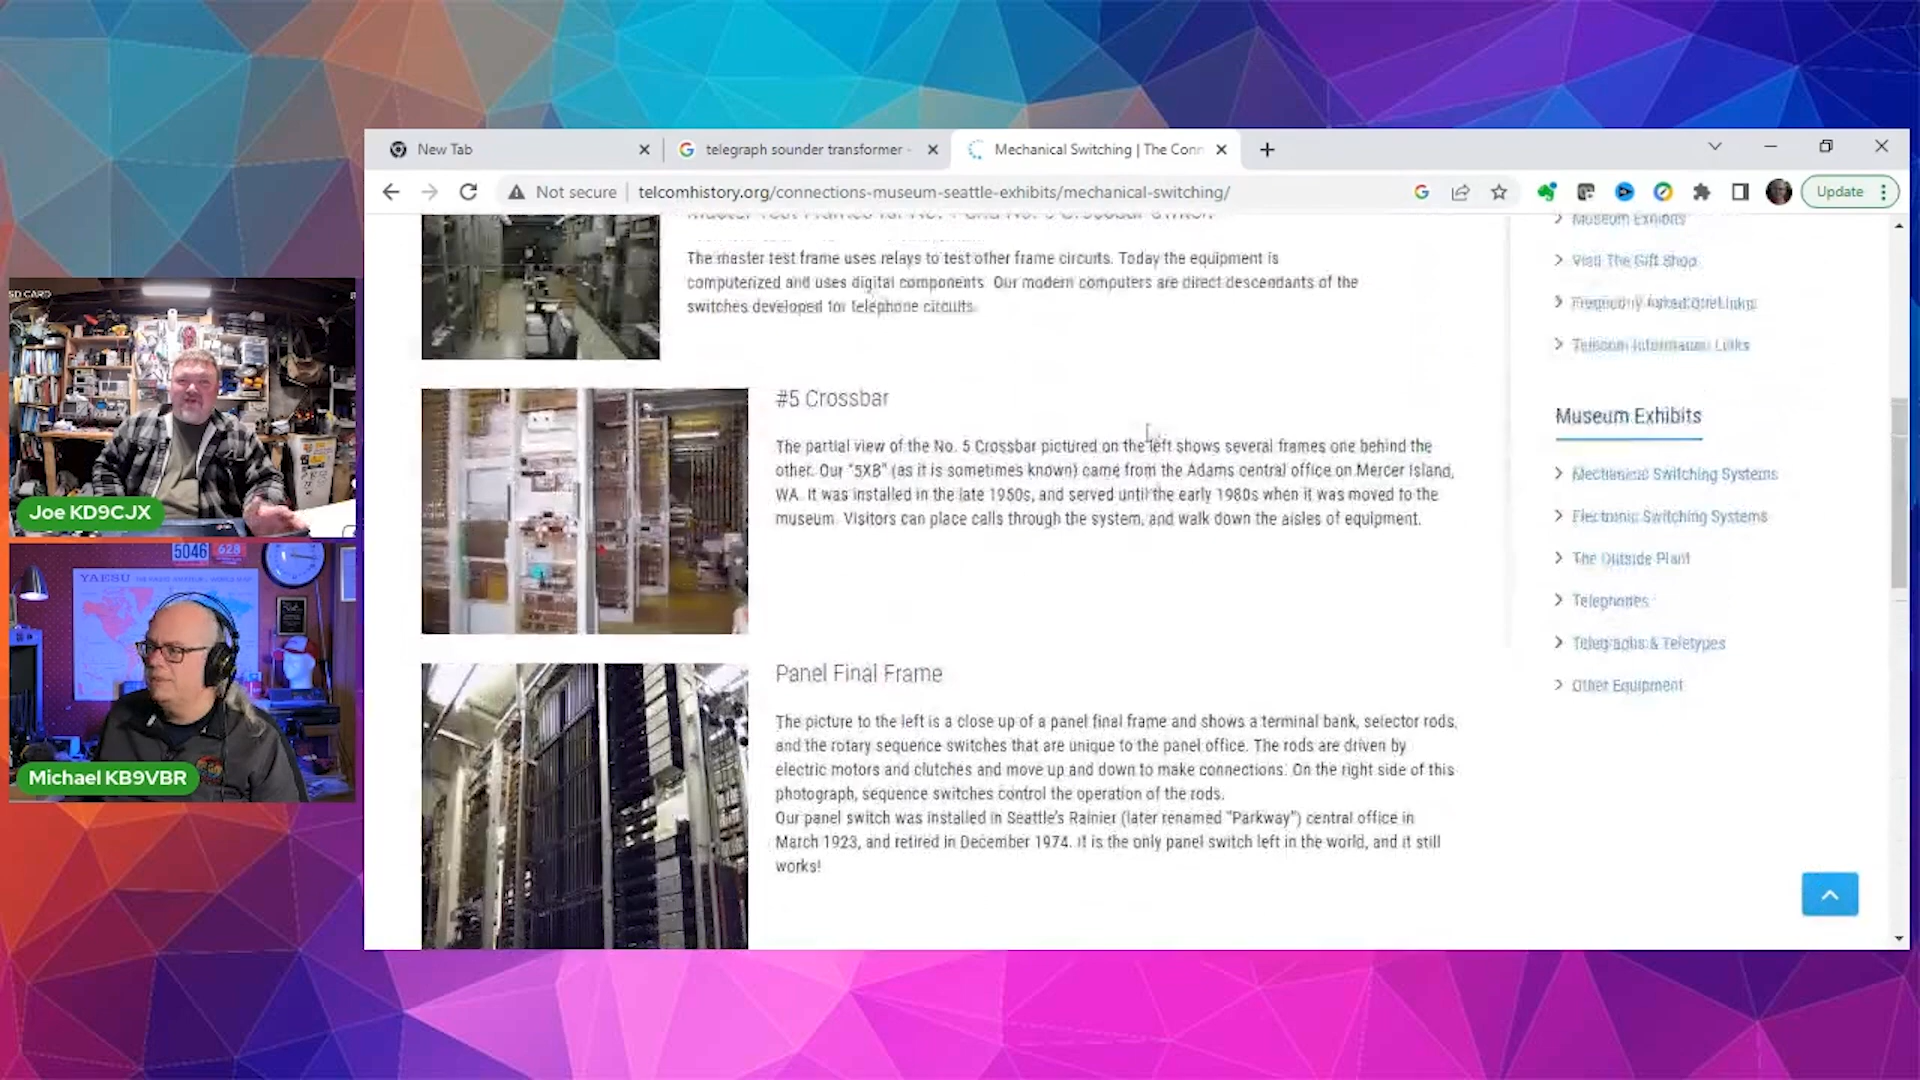 New Tab
telegraph sounder transformer -
Mechanical Switching | The Conn
Not secure
telcomhistory.org/connections-museum-seattle-exhibits/mechanical-switching/
Update
The master test frame uses relays to test other frame circuits. Today the equipment is
computerized and uses digital components. Our modern computers are direct descendants of the
switches developed for telephone circuits.
#5 Crossbar
The partial view of the No. 5 Crossbar pictured on the left shows several frames one behind the
other. Our "5XB" (as it is sometimes known) came from the Adams central office on Mercer Island,
WA. It was installed in the late 1950s, and served until the early 1980s when it was moved to the
museum. Visitors can place calls through the system, and walk down the aisles of equipment.
Panel Final Frame
The picture to the left is a close up of a panel final frame and shows a terminal bank, selector rods,
and the rotary sequence switches that are unique to the panel office. The rods are driven by
electric motors and clutches and move up and down to make connections. On the right side of this
photograph, sequence switches control the operation of the rods.
Our panel switch was installed in Seattle's Rainier (later renamed "Parkway") central office in
March 1923, and retired in December 1974. It is the only panel switch left in the world, and it still
works!
Museum Exhibits
Visit The Gift Shop
Telecom Information Links
Museum Exhibits
Mechanical Switching Systems
Electronic Switching Systems
The Outside Plant
Telephones
Telegraphs & Teletypes
Other Equipment
SD CARD
Joe KD9CJX
5046
628
YAESU
Michael KB9VBR